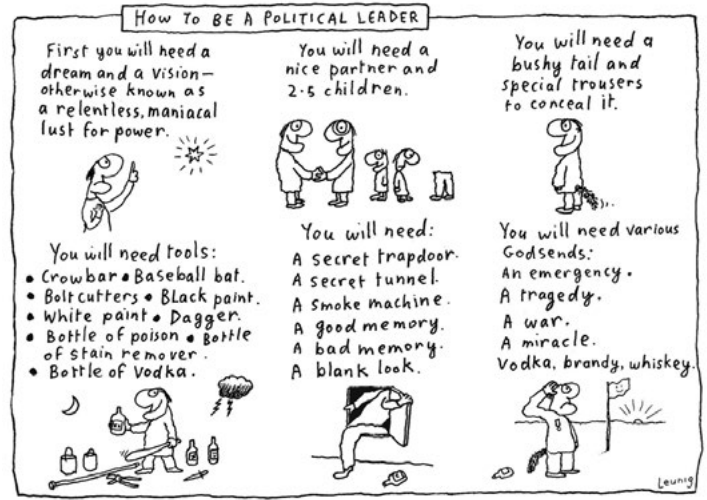 HOW TO BE A POLITICAL LEADER
First you will need a
dream and a vision—
otherwise known as
a relentless, maniacal
lust for power.
You will need a
nice partner and
2·5 children.
You will need a
bushy tail and
special trousers
to conceal it.
You will need tools:
• Crowbar • Baseball bat.
• Bolt cutters • Black paint.
• White paint • Dagger.
• Bottle of poison • Bottle
of stain remover.
• Bottle of Vodka.
You will need:
A secret trapdoor.
A secret tunnel.
A smoke machine.
A good memory.
A bad memory.
A blank look.
You will need various
Godsends:
An emergency.
A tragedy.
A war.
A miracle.
Vodka, brandy, whiskey.
Leunig